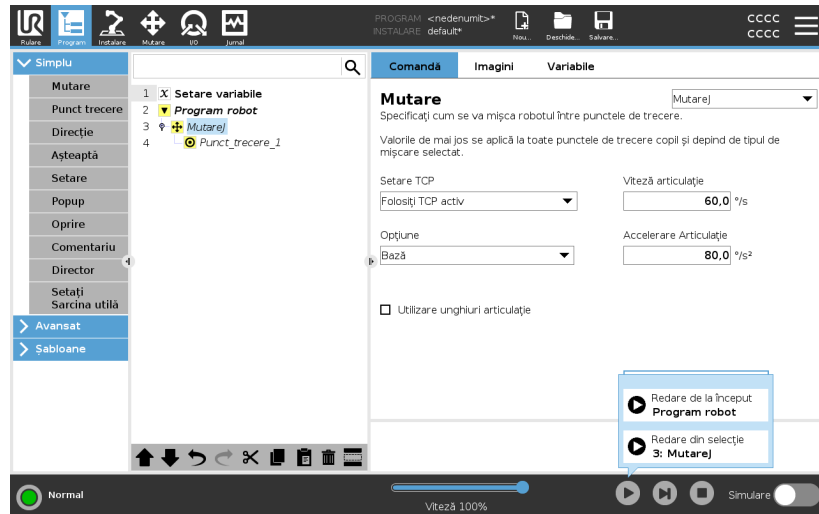 UR
PROGRAM <nedenumit>*
INSTALARE default*
cccc
cccc
Rulare Program Instalare Mutare I/O Jurnal Nou... Deschide... Salvare...
Simplu
Mutare
Punct trecere
Direcție
Așteaptă
Setare
Popup
Oprire
Comentariu
Director
Setați
Sarcina utilă
Avansat
Șabloane
1 X Setare variabile
2 Program robot
3 MutareJ
4 Punct_trecere_1
Comandă Imagini Variabile
Mutare
MutareJ
Specificați cum se va mișca robotul între punctele de trecere.
Valorile de mai jos se aplică la toate punctele de trecere copil și depind de tipul de
mișcare selectat.
Setare TCP Viteză articulație
Folosiți TCP activ 60,0 °/s
Opțiune Accelerare Articulație
Bază 80,0 °/s²
Utilizare unghiuri articulație
Redare de la început
Program robot
Redare din selecție
3: MutareJ
Normal
Viteză 100%
Simulare